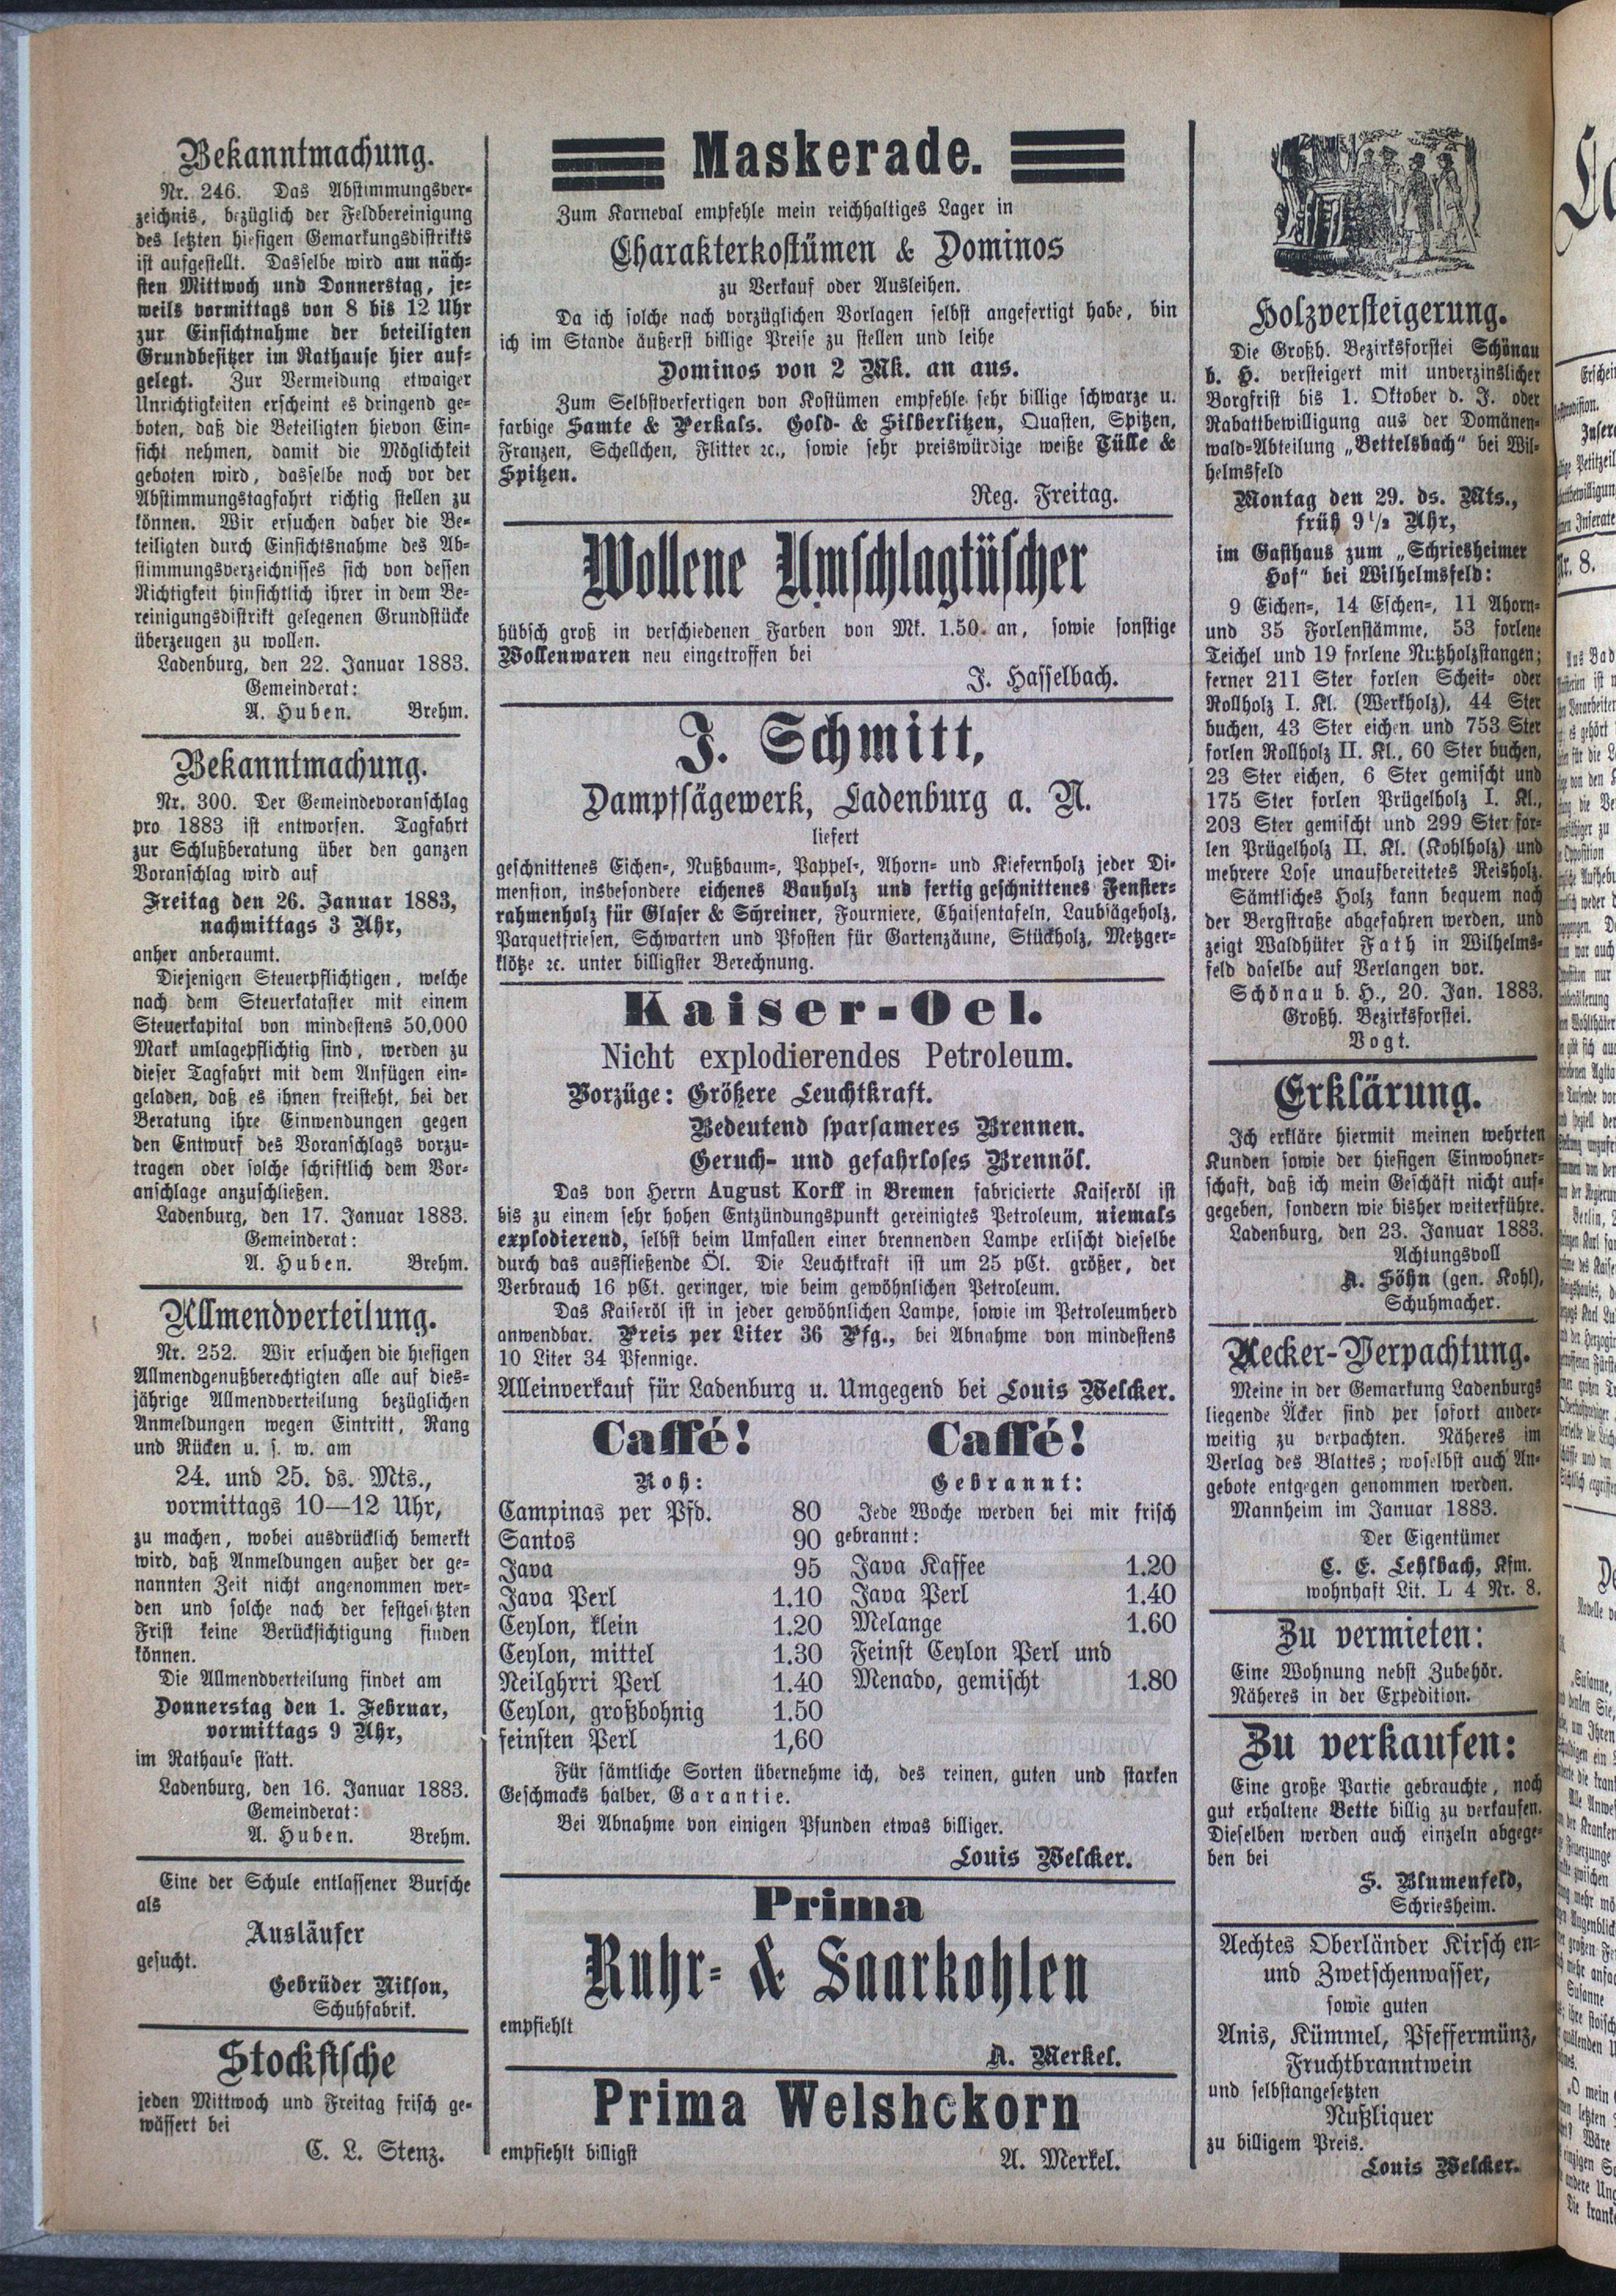 Bekanntmachung.
Nr. 246. Das Abstimmungsver-
zeichnis, bezüglich der Feldbereinigung
des letzten hiesigen Gemarkungsdistrikts
ist aufgestellt. Dasselbe wird am näch-
sten Mittwoch und Donnerstag, je-
weils vormittags von 8 bis 12 Uhr
zur Einsichtnahme der beteiligten
Grundbesitzer im Rathause hier auf-
gelegt. Zur Vermeidung etwaiger
Unrichtigkeiten erscheint es dringend ge-
boten, daß die Beteiligten hievon Ein-
sicht nehmen, damit die Möglichkeit
geboten wird, dasselbe noch vor der
Abstimmungstagfahrt richtig stellen zu
können. Wir ersuchen daher die Be-
teiligten durch Einsichtsnahme des Ab-
stimmungsverzeichnisses sich von dessen
Richtigkeit hinsichtlich ihrer in dem Be-
reinigungsdistrikt gelegenen Grundstücke
überzeugen zu wollen.
Ladenburg, den 22. Januar 1883.
Gemeinderat:
A. Huben. Brehm.
Bekanntmachung.
Nr. 300. Der Gemeindevoranschlag
pro 1883 ist entworfen. Tagfahrt
zur Schlußberatung über den ganzen
Voranschlag wird auf
Freitag den 26. Januar 1883,
nachmittags 3 Uhr,
anher anberaumt.
Diejenigen Steuerpflichtigen, welche
nach dem Steuerkataster mit einem
Steuerkapital von mindestens 50,000
Mark umlagepflichtig sind, werden zu
dieser Tagfahrt mit dem Anfügen ein-
geladen, daß es ihnen freisteht, bei der
Beratung ihre Einwendungen gegen
den Entwurf des Voranschlags vorzu-
tragen oder solche schriftlich dem Vor-
anschlage anzuschließen.
Ladenburg, den 17. Januar 1883.
Gemeinderat:
A. Huben. Brehm.
Allmendverteilung.
Nr. 252. Wir ersuchen die hiesigen
Allmendgenußberechtigten alle auf dies-
jährige Allmendverteilung bezüglichen
Anmeldungen wegen Eintritt, Rang
und Rücken u. s. w. am
24. und 25. ds. Mts.,
vormittags 10—12 Uhr,
zu machen, wobei ausdrücklich bemerkt
wird, daß Anmeldungen außer der ge-
nannten Zeit nicht angenommen wer-
den und solche nach der festgesetzten
Frist keine Berücksichtigung finden
können.
Die Allmendverteilung findet am
Donnerstag den 1. Februar,
vormittags 9 Uhr,
im Rathause statt.
Ladenburg, den 16. Januar 1883.
Gemeinderat:
A. Huben. Brehm.
Eine der Schule entlassener Bursche
als
Ausläufer
gesucht.
Gebrüder Nilson,
Schuhfabrik.
Stockfische
jeden Mittwoch und Freitag frisch ge-
wässert bei
C. L. Stenz.
Maskerade.
Zum Karneval empfehle mein reichhaltiges Lager in
Charakterkostümen & Dominos
zu Verkauf oder Ausleihen.
Da ich solche nach vorzüglichen Vorlagen selbst angefertigt habe, bin
ich im Stande äußerst billige Preise zu stellen und leihe
Dominos von 2 Mk. an aus.
Zum Selbstverfertigen von Kostümen empfehle sehr billige schwarze u.
farbige Samte & Perkals. Gold- & Silberlitzen, Quasten, Spitzen,
Franzen, Schellchen, Flitter ꝛc., sowie sehr preiswürdige weiße Tülle &
Spitzen.
Reg. Freitag.
Wollene Umschlagtüscher
hübsch groß in verschiedenen Farben von Mk. 1.50. an, sowie sonstige
Wollenwaren neu eingetroffen bei
J. Hasselbach.
J. Schmitt,
Dampfsägewerk, Ladenburg a. N.
liefert
geschnittenes Eichen-, Nußbaum-, Pappel-, Ahorn- und Kiefernholz jeder Di-
mension, insbesondere eichenes Bauholz und fertig geschnittenes Fenster-
rahmenholz für Glaser & Schreiner, Fourniere, Chaisentafeln, Laubsägeholz,
Parquetfriesen, Schwarten und Pfosten für Gartenzäune, Stückholz, Metzger-
klötze ꝛc. unter billigster Berechnung.
Kaiser-Oel.
Nicht explodierendes Petroleum.
Vorzüge: Größere Leuchtkraft.
Bedeutend sparsameres Brennen.
Geruch- und gefahrloses Brennöl.
Das von Herrn August Korff in Bremen fabricierte Kaiseröl ist
bis zu einem sehr hohen Entzündungspunkt gereinigtes Petroleum, niemals
explodierend, selbst beim Umfallen einer brennenden Lampe erlischt dieselbe
durch das ausfließende Öl. Die Leuchtkraft ist um 25 pCt. größer, der
Verbrauch 16 pCt. geringer, wie beim gewöhnlichen Petroleum.
Das Kaiseröl ist in jeder gewöhnlichen Lampe, sowie im Petroleumherd
anwendbar. Preis per Liter 36 Pfg., bei Abnahme von mindestens
10 Liter 34 Pfennige.
Alleinverkauf für Ladenburg u. Umgegend bei Louis Welcker.
Caffé!
Roh:
Campinas per Pfd. 80
Santos 90
Java 95
Java Perl 1.10
Ceylon, klein 1.20
Ceylon, mittel 1.30
Neilghrri Perl 1.40
Ceylon, großbohnig 1.50
feinsten Perl 1,60
Caffé!
Gebrannt:
Jede Woche werden bei mir frisch
gebrannt:
Java Kaffee 1.20
Java Perl 1.40
Melange 1.60
Feinst Ceylon Perl und
Menado, gemischt 1.80
Für sämtliche Sorten übernehme ich, des reinen, guten und starken
Geschmacks halber, Garantie.
Bei Abnahme von einigen Pfunden etwas billiger.
Louis Welcker.
Prima
Ruhr- & Saarkohlen
empfiehlt
A. Merkel.
Prima Welshckorn
empfiehlt billigst
A. Merkel.
Holzversteigerung.
Die Großh. Bezirksforstei Schönau
b. H. versteigert mit unverzinslicher
Borgfrist bis 1. Oktober d. J. oder
Rabattbewilligung aus der Domänen-
wald-Abteilung „Bettelsbach“ bei Wil-
helmsfeld
Montag den 29. ds. Mts.,
früh 9 1/2 Uhr,
im Gasthaus zum „Schriesheimer
Hof“ bei Wilhelmsfeld:
9 Eichen-, 14 Eschen-, 11 Ahorn-
und 35 Forlenstämme, 53 forlene
Teichel und 19 forlene Nutzholzstangen;
ferner 211 Ster forlen Scheit- oder
Rollholz I. Kl. (Werkholz), 44 Ster
buchen, 43 Ster eichen und 753 Ster
forlen Rollholz II. Kl., 60 Ster buchen,
23 Ster eichen, 6 Ster gemischt und
175 Ster forlen Prügelholz I. Kl.,
203 Ster gemischt und 299 Ster for-
len Prügelholz II. Kl. (Kohlholz) und
mehrere Lose unaufbereitetes Reisholz.
Sämtliches Holz kann bequem nach
der Bergstraße abgefahren werden, und
zeigt Waldhüter Fath in Wilhelms-
feld daselbe auf Verlangen vor.
Schönau b. H., 20. Jan. 1883.
Großh. Bezirksforstei.
Vogt.
Erklärung.
Ich erkläre hiermit meinen wehrten
Kunden sowie der hiesigen Einwohner-
schaft, daß ich mein Geschäft nicht auf-
gegeben, sondern wie bisher weiterführe.
Ladenburg, den 23. Januar 1883.
Achtungsvoll
A. Höhn (gen. Kohl),
Schuhmacher.
Aecker-Verpachtung.
Meine in der Gemarkung Ladenburgs
liegende Äcker sind per sofort ander-
weitig zu verpachten. Näheres im
Verlag des Blattes; woselbst auch An-
gebote entgegen genommen werden.
Mannheim im Januar 1883.
Der Eigentümer
C. E. Lehlbach, Kfm.
wohnhaft Lit. L 4 Nr. 8.
Zu vermieten:
Eine Wohnung nebst Zubehör.
Näheres in der Expedition.
Zu verkaufen:
Eine große Partie gebrauchte, noch
gut erhaltene Bette billig zu verkaufen.
Dieselben werden auch einzeln abgege-
ben bei
S. Blumenfeld,
Schriesheim.
Aechtes Oberländer Kirschen-
und Zwetschenwasser,
sowie guten
Anis, Kümmel, Pfeffermünz,
Fruchtbranntwein
und selbstangesetzten
Nußliquer
zu billigem Preis.
Louis Welcker.